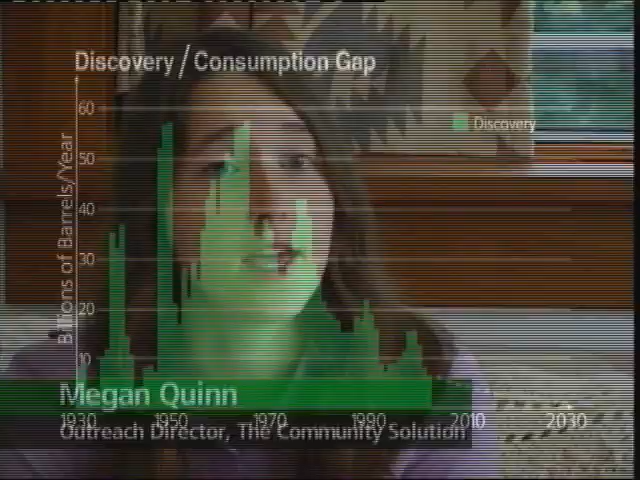 Discovery / Consumption Gap
Discovery
Billions of Barrels/Year
60
50
40
30
20
10
Megan Quinn
1930 1950 1970 1990 2010 2030
Outreach Director, The Community Solution